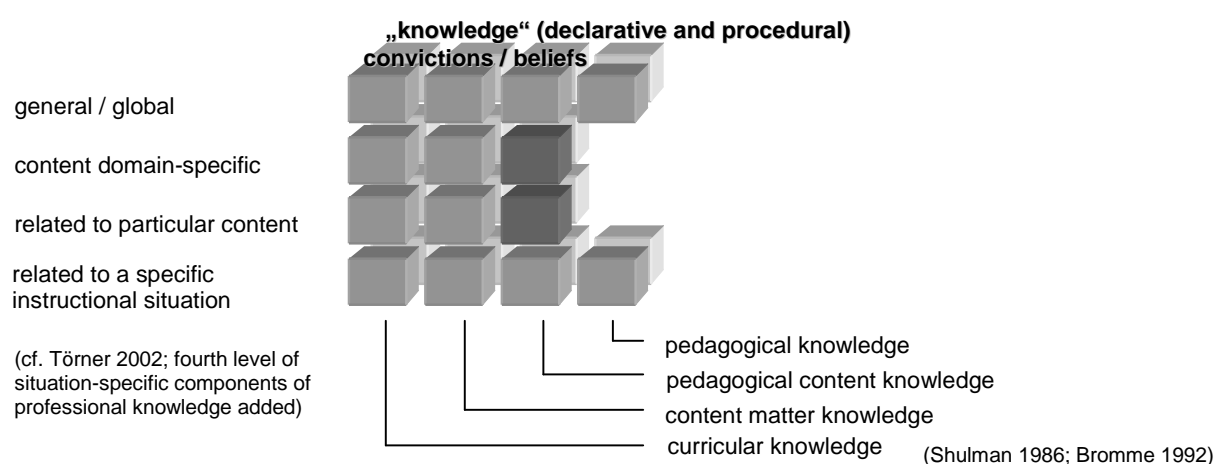 „knowledge“ (declarative and procedural)
convictions / beliefs
general / global
content domain-specific
related to particular content
related to a specific
instructional situation
(cf. Törner 2002; fourth level of
situation-specific components of
professional knowledge added)
pedagogical knowledge
pedagogical content knowledge
content matter knowledge
curricular knowledge
(Shulman 1986; Bromme 1992)